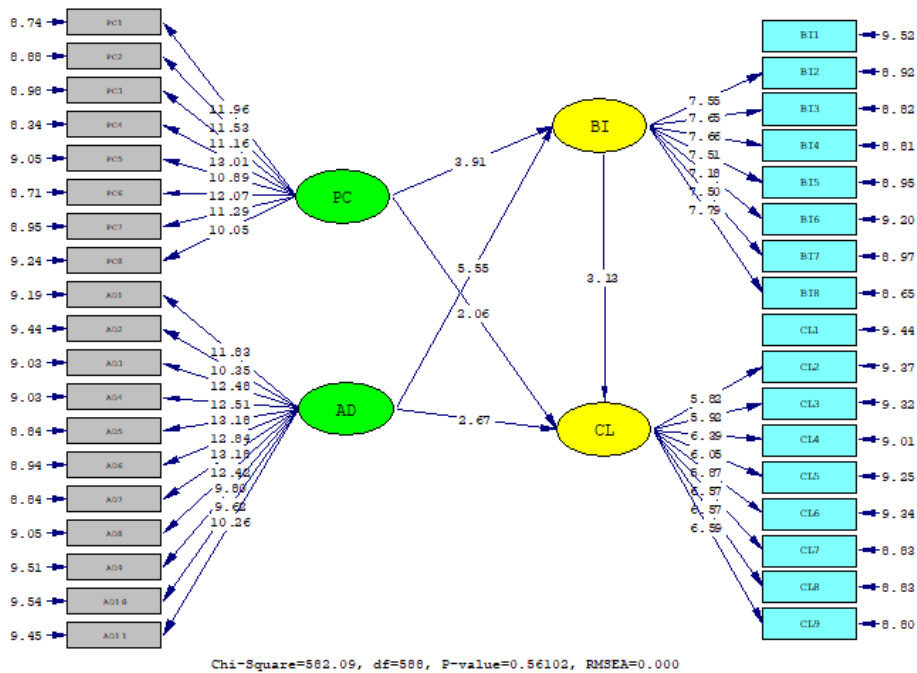 8.74 PC1
8.88 PC2
8.98 PC3
8.34 PC4
9.05 PC5
8.71 PC6
8.95 PC7
9.24 PC8
9.19 AD1
9.44 AD2
9.03 AD3
9.03 AD4
8.84 AD5
8.94 AD6
8.84 AD7
9.05 AD8
9.51 AD9
9.54 AD10
9.45 AD11
11.96
11.53
11.16
13.01
10.89
12.07
11.29
10.05
11.83
10.35
12.48
12.51
13.18
12.84
13.18
12.42
9.80
9.62
10.26
PC
AD
3.91
5.55
2.06
2.67
3.13
BI
CL
7.55
7.65
7.66
7.51
7.18
7.50
7.79
5.82
5.92
6.39
6.05
5.87
6.57
6.57
6.59
BI1 9.52
BI2 8.92
BI3 8.82
BI4 8.81
BI5 8.95
BI6 9.20
BI7 8.97
BI8 8.65
CL1 9.44
CL2 9.37
CL3 9.32
CL4 9.01
CL5 9.25
CL6 9.34
CL7 8.83
CL8 8.83
CL9 8.80
Chi-Square=582.09, df=588, P-value=0.56102, RMSEA=0.000